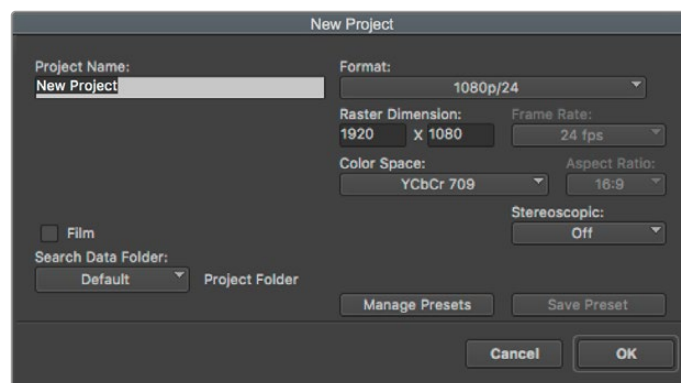 New Project
Project Name:
New Project
Format:
1080p/24
Raster Dimension:
1920 x 1080
Frame Rate:
24 fps
Color Space:
YCbCr 709
Aspect Ratio:
16:9
Stereoscopic:
Off
Film
Search Data Folder:
Default
Project Folder
Manage Presets
Save Preset
Cancel
OK